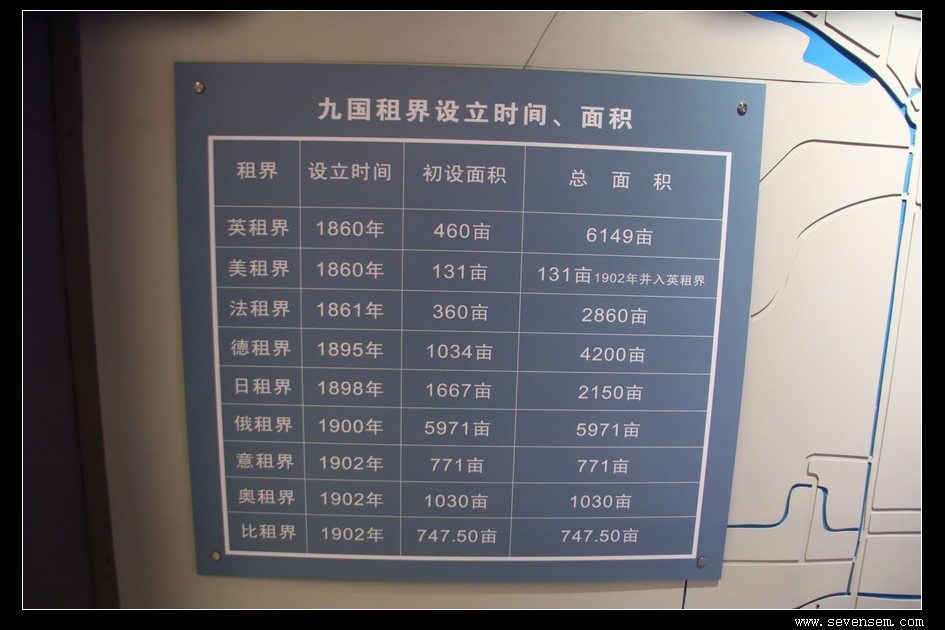 九国租界设立时间、面积
租界 设立时间 初设面积 总 面 积
英租界 1860年 460亩 6149亩
美租界 1860年 131亩 131亩1902年并入英租界
法租界 1861年 360亩 2860亩
德租界 1895年 1034亩 4200亩
日租界 1898年 1667亩 2150亩
俄租界 1900年 5971亩 5971亩
意租界 1902年 771亩 771亩
奥租界 1902年 1030亩 1030亩
比租界 1902年 747.50亩 747.50亩
www.sevensem.com